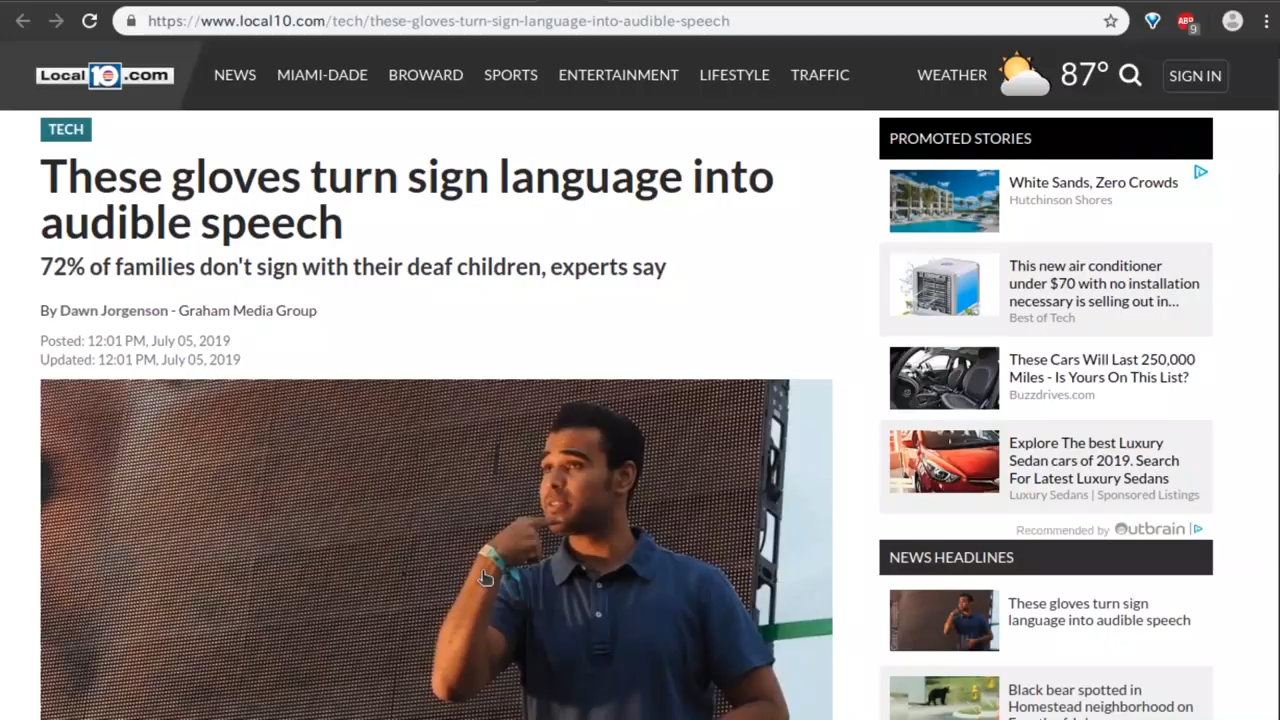 https://www.local10.com/tech/these-gloves-turn-sign-language-into-audible-speech
ABP
9
Local 10 .com
NEWS
MIAMI-DADE
BROWARD
SPORTS
ENTERTAINMENT
LIFESTYLE
TRAFFIC
WEATHER
87°
SIGN IN
TECH
These gloves turn sign language into
audible speech
72% of families don't sign with their deaf children, experts say
By Dawn Jorgenson - Graham Media Group
Posted: 12:01 PM, July 05, 2019
Updated: 12:01 PM, July 05, 2019
PROMOTED STORIES
White Sands, Zero Crowds
Hutchinson Shores
This new air conditioner
under $70 with no installation
necessary is selling out in...
Best of Tech
These Cars Will Last 250,000
Miles - Is Yours On This List?
Buzzdrives.com
Explore The best Luxury
Sedan cars of 2019. Search
For Latest Luxury Sedans
Luxury Sedans | Sponsored Listings
Recommended by Outbrain
NEWS HEADLINES
These gloves turn sign
language into audible speech
Black bear spotted in
Homestead neighborhood on